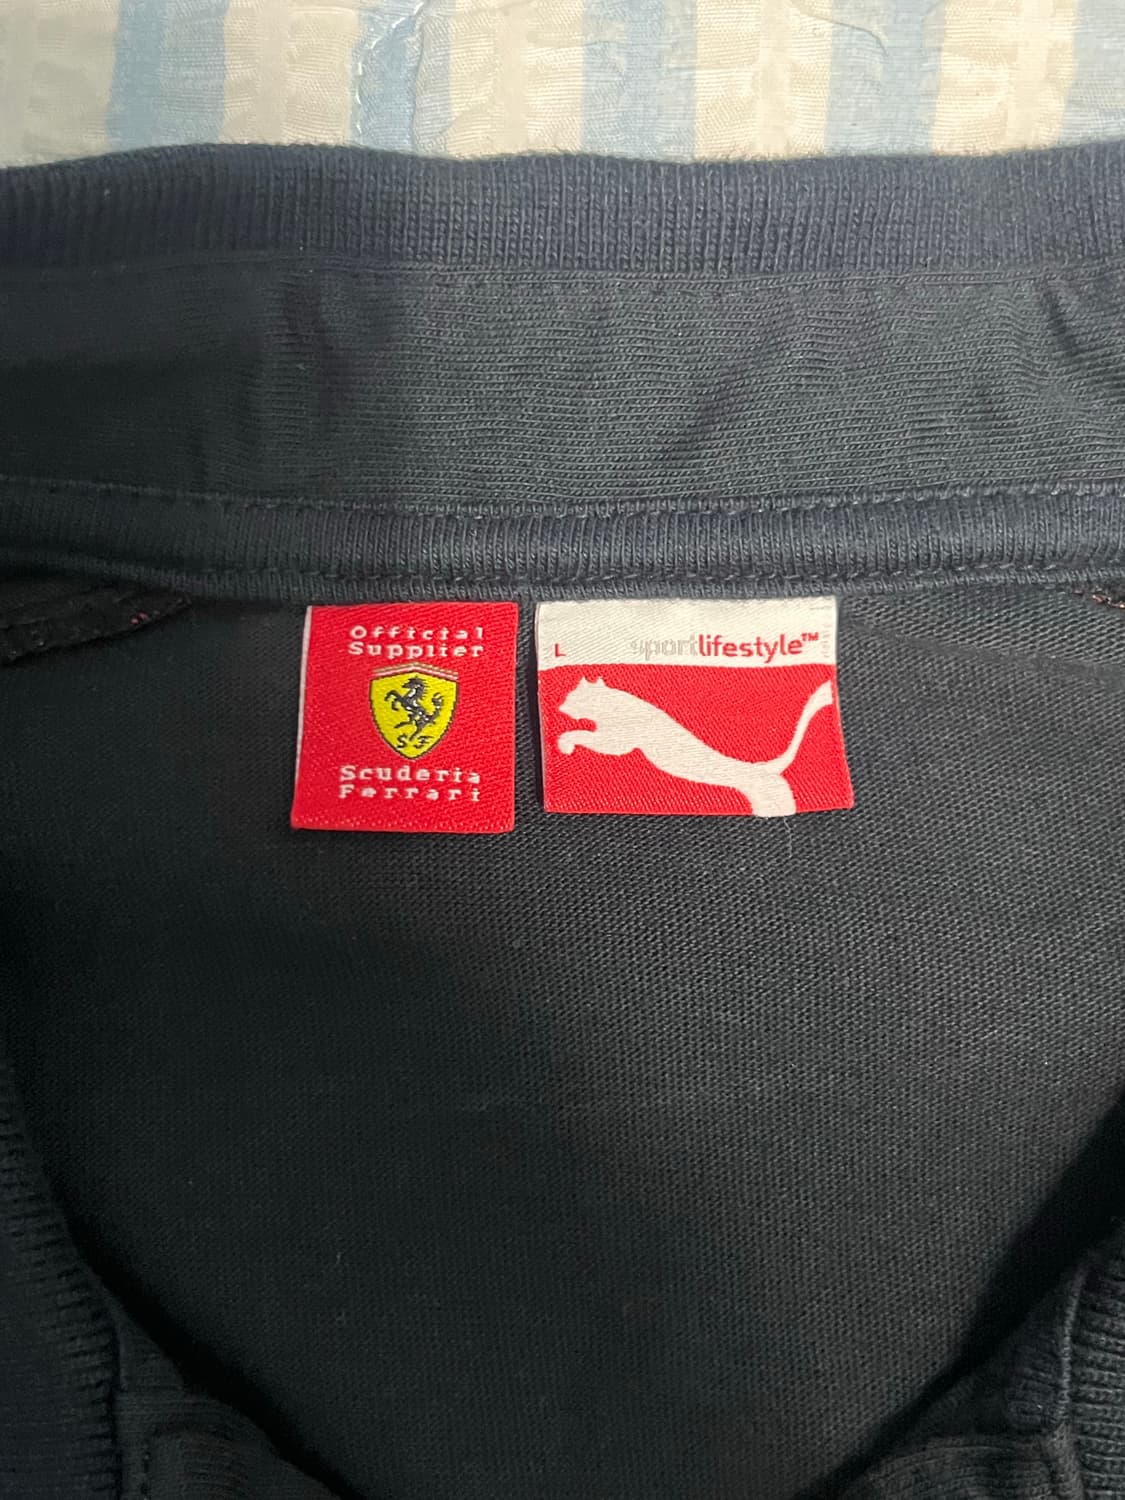 Official
Supplier
S F
Scuderia
Ferrari
L
sportlifestyle™